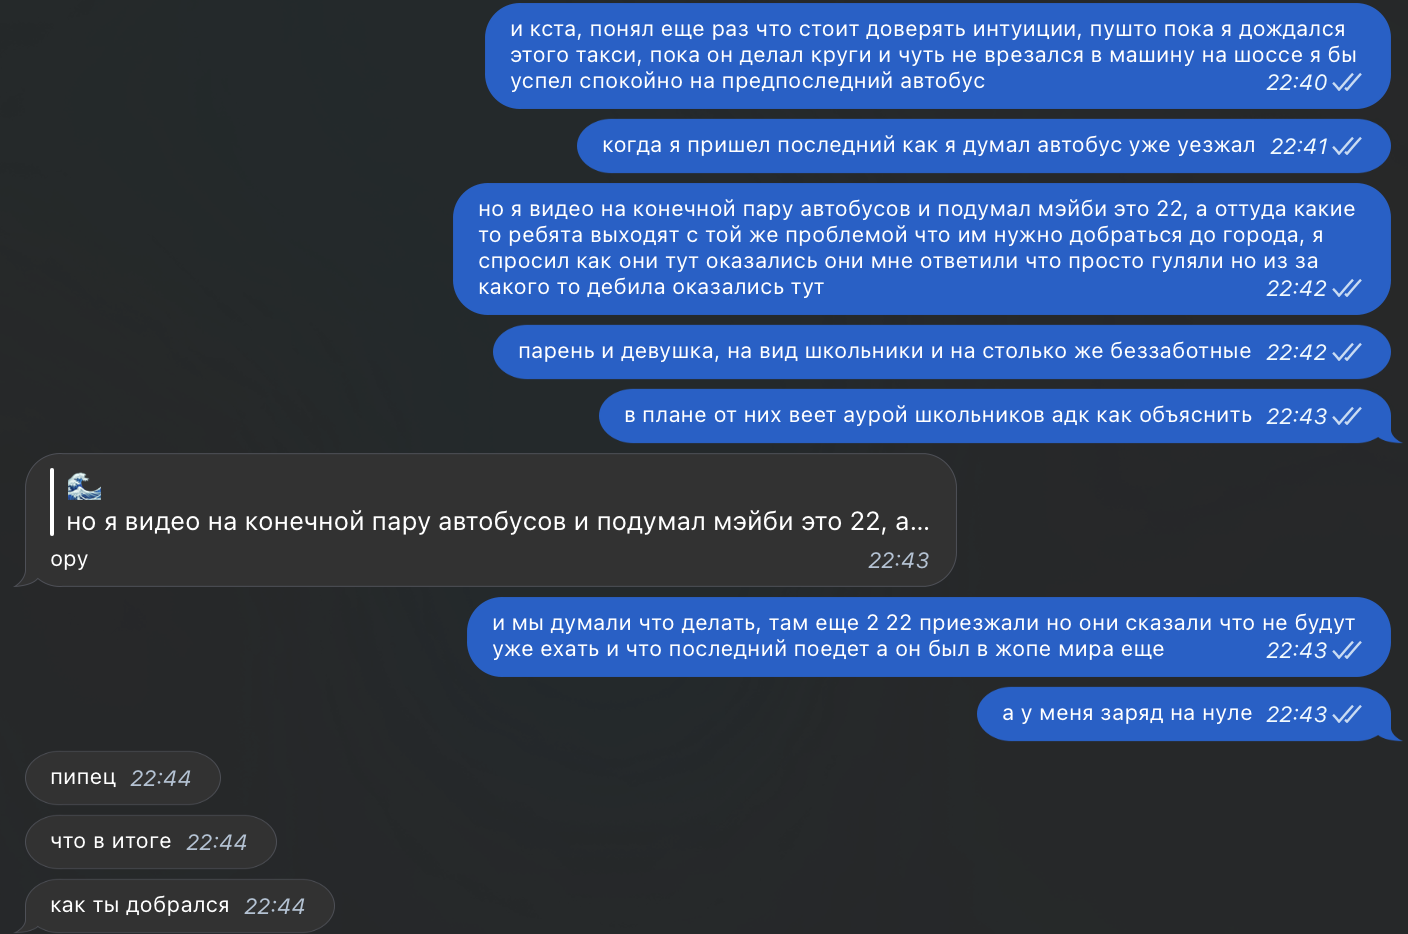 и кста, понял еще раз что стоит доверять интуиции, пушто пока я дождался
этого такси, пока он делал круги и чуть не врезался в машину на шоссе я бы
успел спокойно на предпоследний автобус 22:40
когда я пришел последний как я думал автобус уже уезжал 22:41
но я видео на конечной пару автобусов и подумал мэйби это 22, а оттуда какие
то ребята выходят с той же проблемой что им нужно добраться до города, я
спросил как они тут оказались они мне ответили что просто гуляли но из за
какого то дебила оказались тут 22:42
парень и девушка, на вид школьники и на столько же беззаботные 22:42
в плане от них веет аурой школьников адк как объяснить 22:43
🌊
но я видео на конечной пару автобусов и подумал мэйби это 22, а...
ору 22:43
и мы думали что делать, там еще 2 22 приезжали но они сказали что не будут
уже ехать и что последний поедет а он был в жопе мира еще 22:43
а у меня заряд на нуле 22:43
пипец 22:44
что в итоге 22:44
как ты добрался 22:44